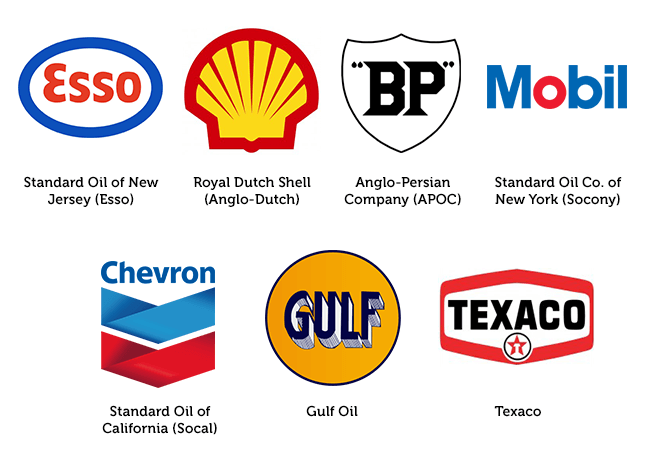 Esso
"BP"
Mobil
Standard Oil of New
Jersey (Esso)
Royal Dutch Shell
(Anglo-Dutch)
Anglo-Persian
Company (APOC)
Standard Oil Co. of
New York (Socony)
Chevron
GULF
TEXACO
T
Standard Oil of
California (Socal)
Gulf Oil
Texaco